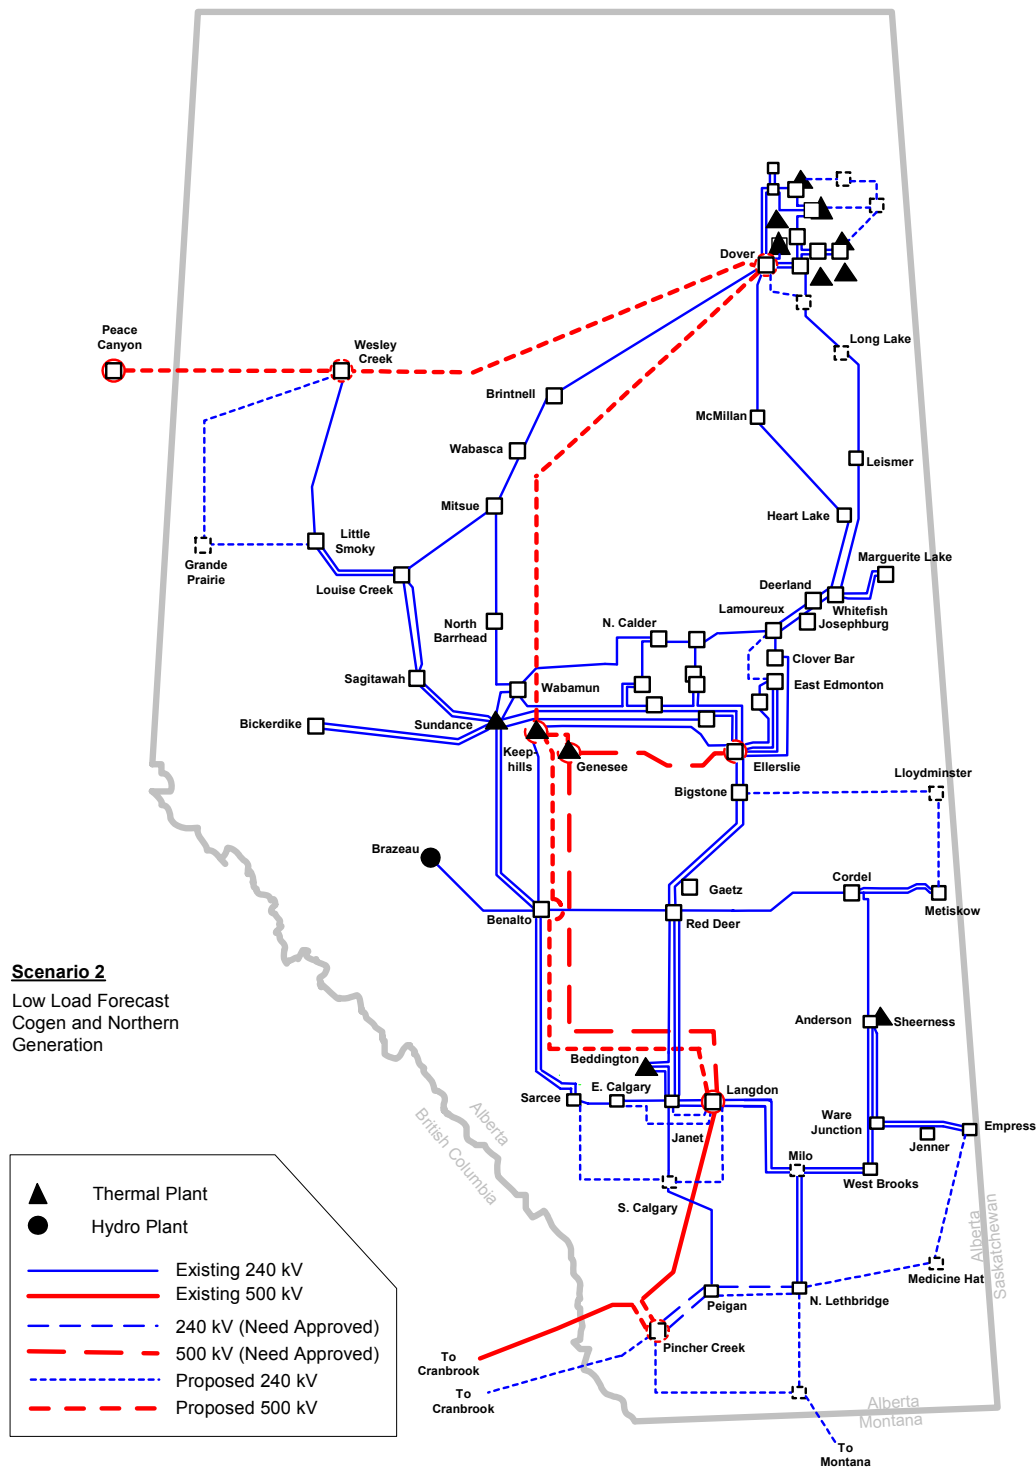 Dover
Long Lake
Peace
Canyon
Wesley
Creek
Brintnell
McMillan
Wabasca
Leismer
Mitsue
Heart Lake
Little
Smoky
Grande
Prairie
Marguerite Lake
Louise Creek
Deerland
Whitefish
Lamoureux
Josephburg
North
Barrhead
N. Calder
Clover Bar
Sagitawah
Wabamun
East Edmonton
Bickerdike
Sundance
Keep-
hills
Genesee
Ellerslie
Lloydminster
Bigstone
Brazeau
Gaetz
Cordel
Metiskow
Benalto
Red Deer
Scenario 2
Low Load Forecast
Cogen and Northern
Generation
Anderson
Sheerness
Beddington
E. Calgary
Langdon
Sarcee
Janet
Ware
Junction
Empress
Jenner
Alberta
British Columbia
Milo
West Brooks
S. Calgary
Alberta
Saskatchewan
Medicine Hat
Peigan
N. Lethbridge
Pincher Creek
To
Cranbrook
To
Cranbrook
Alberta
Montana
To
Montana
Thermal Plant
Hydro Plant
Existing 240 kV
Existing 500 kV
240 kV (Need Approved)
500 kV (Need Approved)
Proposed 240 kV
Proposed 500 kV